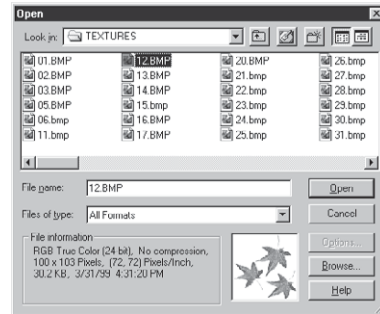 Open
Look in: TEXTURES
01.BMP 12.BMP 20.BMP 26.bmp
02.BMP 13.BMP 21.bmp 27.bmp
03.BMP 14.BMP 22.bmp 28.bmp
05.BMP 15.bmp 23.bmp 29.bmp
06.bmp 16.BMP 24.bmp 30.bmp
11.bmp 17.BMP 25.bmp 31.bmp
File name: 12.BMP Open
Files of type: All Formats Cancel
File information Options...
RGB True Color (24 bit), No compression,
100 x 103 Pixels, (72, 72) Pixels/Inch, Browse...
30.2 KB, 3/31/99 4:31:20 PM
Help